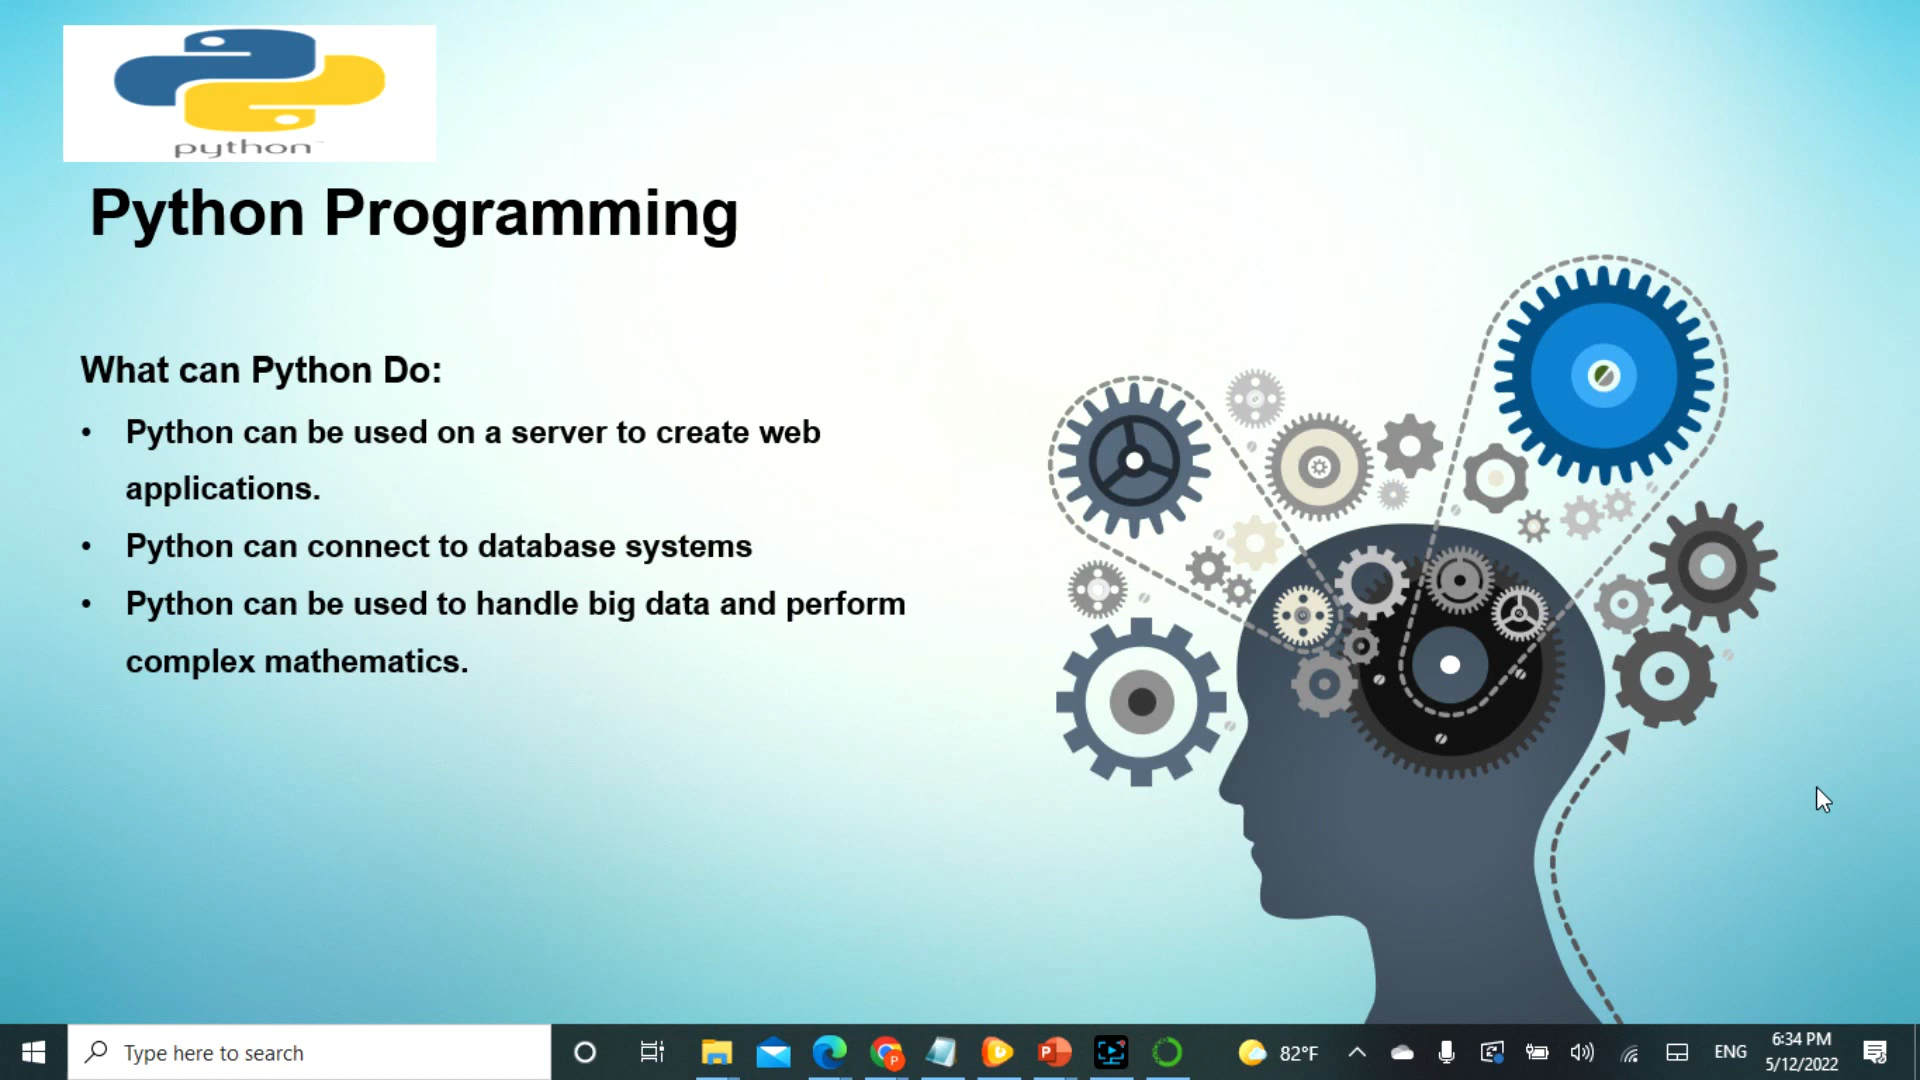 python
Python Programming
What can Python Do:
• Python can be used on a server to create web
applications.
• Python can connect to database systems
• Python can be used to handle big data and perform
complex mathematics.
Type here to search
82°F
ENG
6:34 PM
5/12/2022